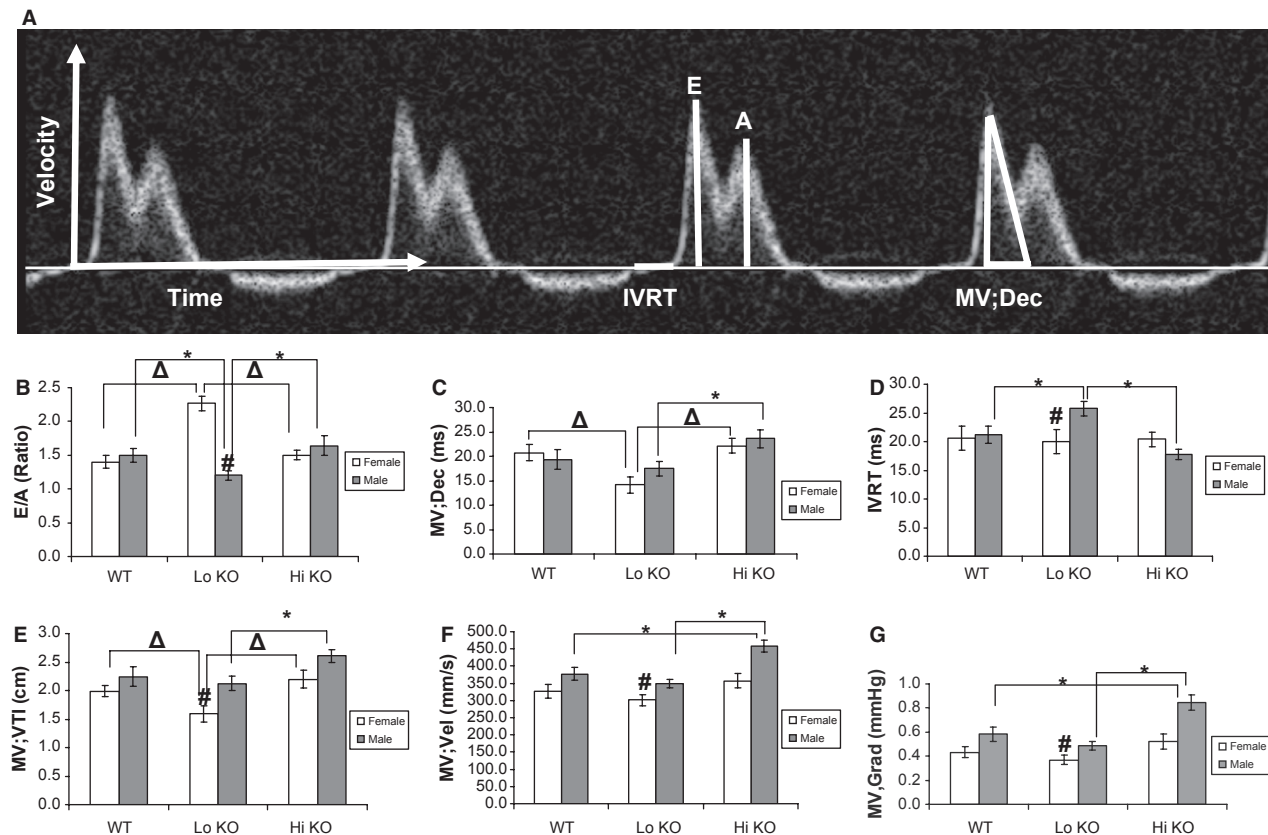 A
Velocity
Time
E
A
IVRT
MV;Dec
B
E/A (Ratio)
2.5
2.0
1.5
1.0
0.5
0.0
Δ
*
Δ
*
#
WT
Lo KO
Hi KO
Female
Male
C
MV;Dec (ms)
30.0
25.0
20.0
15.0
10.0
5.0
0.0
Δ
Δ
*
WT
Lo KO
Hi KO
Female
Male
D
IVRT (ms)
30.0
25.0
20.0
15.0
10.0
5.0
0.0
*
#
*
WT
Lo KO
Hi KO
Female
Male
E
MV;VTI (cm)
3.0
2.5
2.0
1.5
1.0
0.5
0.0
Δ
#
Δ
*
WT
Lo KO
Hi KO
Female
Male
F
MV;Vel (mm/s)
500.0
450.0
400.0
350.0
300.0
250.0
200.0
150.0
100.0
50.0
0.0
*
#
*
WT
Lo KO
Hi KO
Female
Male
G
MV,Grad (mmHg)
1.0
0.8
0.6
0.4
0.2
0.0
*
#
*
WT
Lo KO
Hi KO
Female
Male